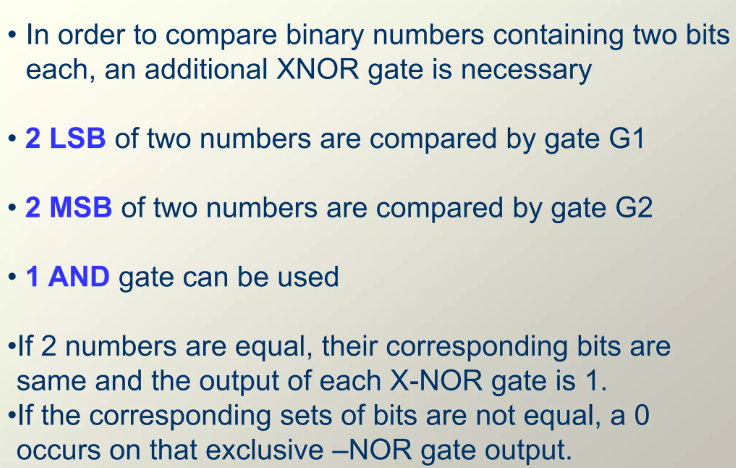 • In order to compare binary numbers containing two bits
each, an additional XNOR gate is necessary
• 2 LSB of two numbers are compared by gate G1
• 2 MSB of two numbers are compared by gate G2
• 1 AND gate can be used
•If 2 numbers are equal, their corresponding bits are
same and the output of each X-NOR gate is 1.
•If the corresponding sets of bits are not equal, a 0
occurs on that exclusive –NOR gate output.